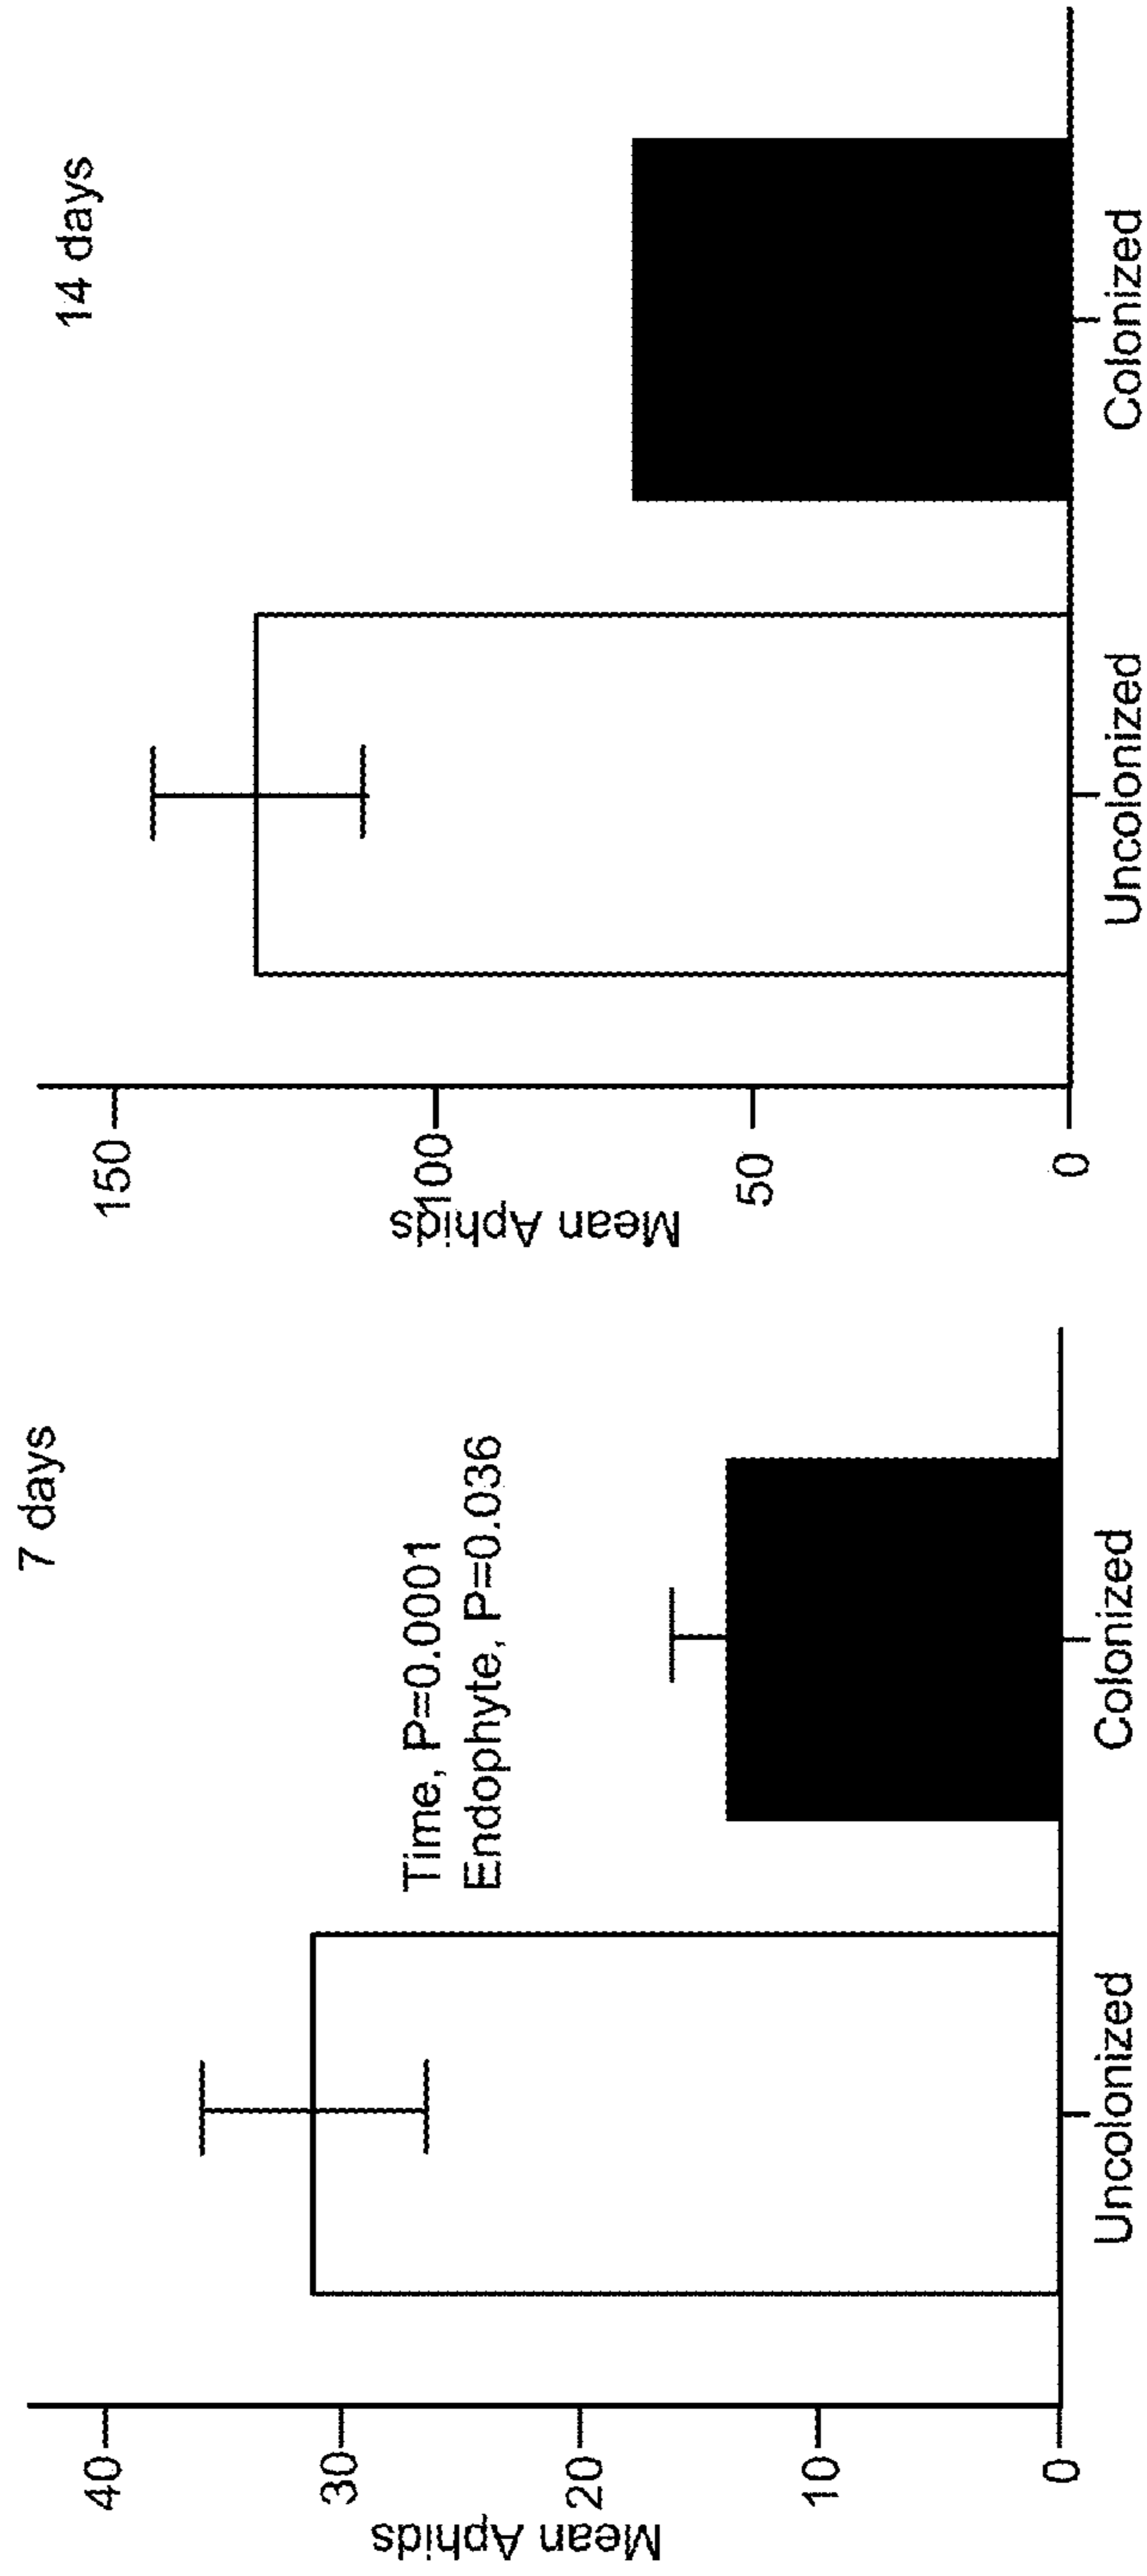 7 days
Mean Aphids
40
30
20
10
0
Time, P=0.0001
Endophyte, P=0.036
Uncolonized
Colonized
14 days
Mean Aphids
150
100
50
0
Uncolonized
Colonized